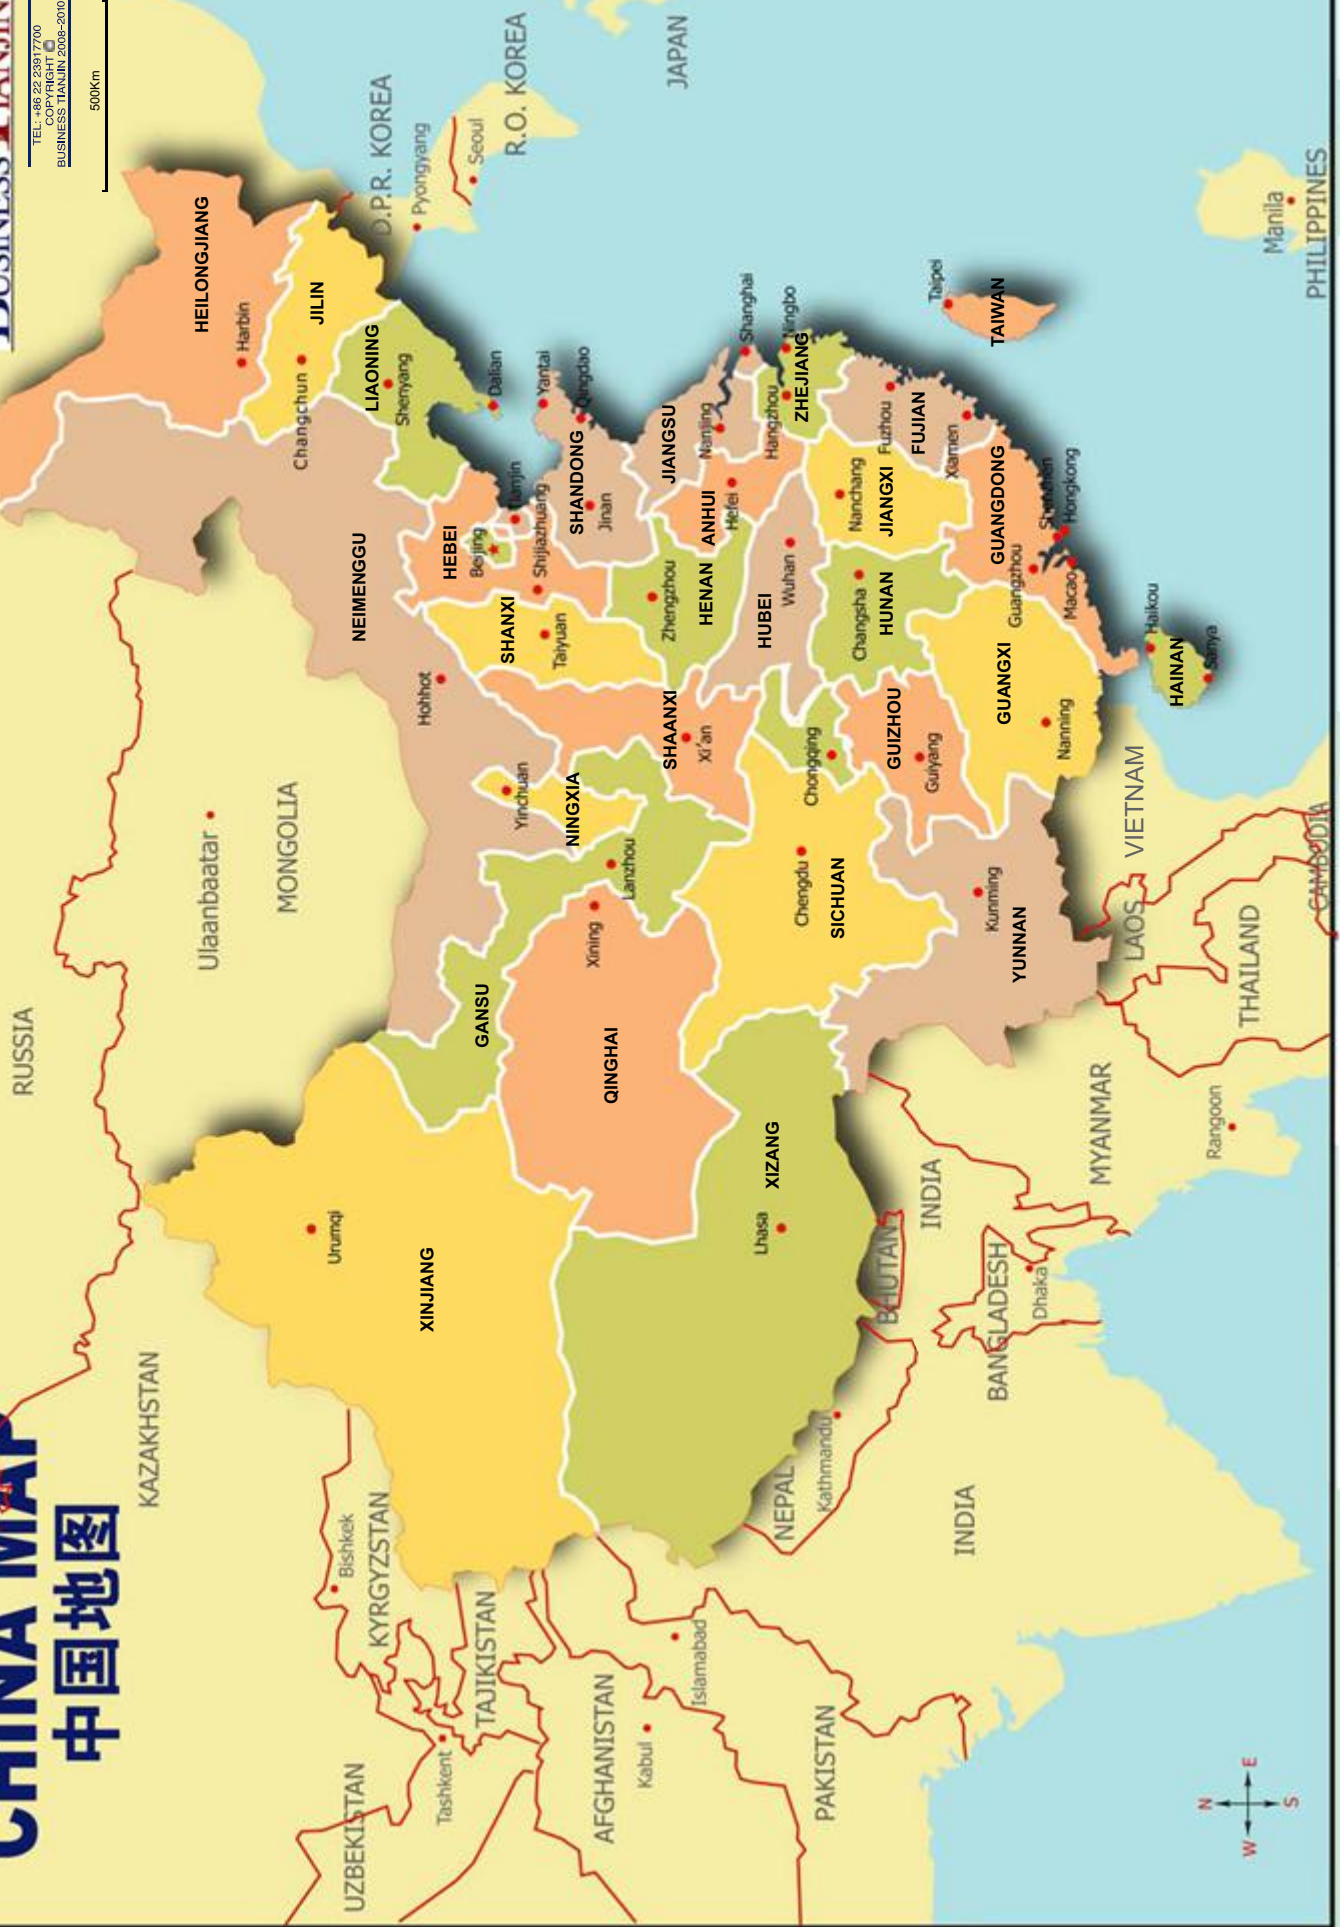 CHINA MAP
中国地图
BUSINESS TIANJIN
TEL: +86 22 23917700
COPYRIGHT ©
BUSINESS TIANJIN 2008-2010
500Km
RUSSIA
KAZAKHSTAN
Ulaanbaatar
MONGOLIA
HEILONGJIANG
Harbin
JILIN
Changchun
LIAONING
Shenyang
Dalian
D.P.R. KOREA
Pyongyang
Seoul
R.O. KOREA
JAPAN
Bishkek
KYRGYZSTAN
UZBEKISTAN
Tashkent
TAJIKISTAN
AFGHANISTAN
Kabul
Islamabad
PAKISTAN
Urumqi
XINJIANG
GANSU
NEIMENGGU
Hohhot
HEBEI
Beijing
Tianjin
Shijiazhuang
SHANXI
Taiyuan
Yantai
Qingdao
SHANDONG
Jinan
Yinchuan
NINGXIA
Lanzhou
Xining
QINGHAI
SHAANXI
Xi'an
Zhengzhou
HENAN
JIANGSU
Nanjing
ANHUI
Hefei
Shanghai
Ningbo
Hangzhou
ZHEJIANG
HUBEI
Wuhan
XIZANG
Lhasa
Chengdu
SICHUAN
Chongqing
Changsha
HUNAN
Nanchang
JIANGXI
Fuzhou
FUJIAN
Xiamen
Taipei
TAIWAN
GUIZHOU
Guiyang
Kunming
YUNNAN
GUANGXI
Nanning
GUANGDONG
Guangzhou
Shenzhen
Hongkong
Macao
Haikou
HAINAN
Sanya
NEPAL
Kathmandu
BHUTAN
INDIA
BANGLADESH
Dhaka
INDIA
MYANMAR
Rangoon
LAOS
VIETNAM
THAILAND
CAMBODIA
Manila
PHILIPPINES
N
W
E
S